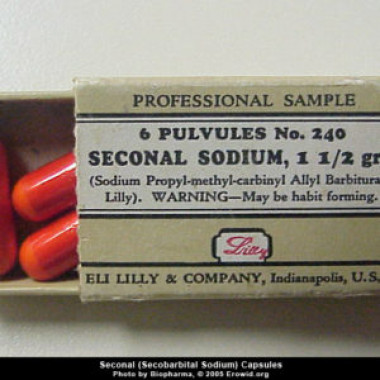 PROFESSIONAL SAMPLE
6 PULVULES No. 240
SECONAL SODIUM, 1 1/2 gr
(Sodium Propyl-methyl-carbinyl Allyl Barbitura
Lilly). WARNING—May be habit forming.
Lilly
ELI LILLY & COMPANY, Indianapolis, U.S.
Seconal (Secobarbital Sodium) Capsules
Photo by Biopharma, © 2005 Erowid.org